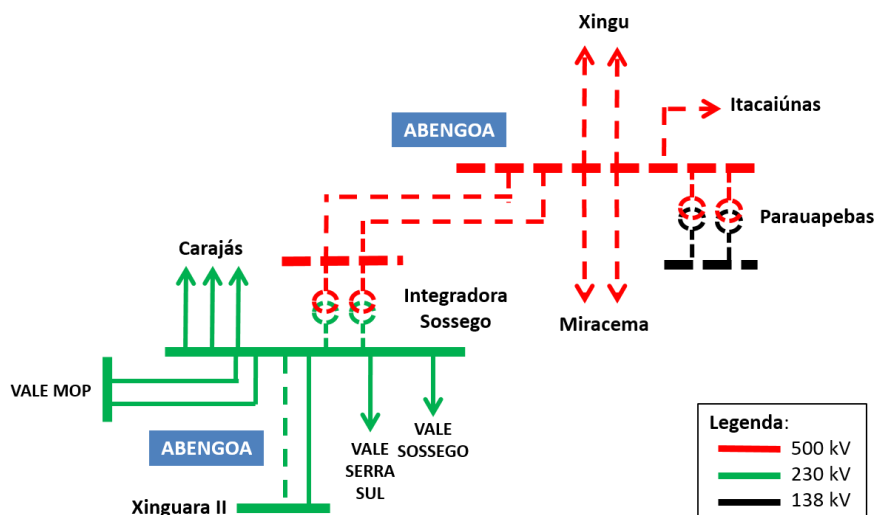 Xingu
Itacaiúnas
ABENGOA
Parauapebas
Carajás
Integradora
Sossego
Miracema
VALE MOP
ABENGOA
VALE
SERRA
SUL
VALE
SOSSEGO
Xinguara II
Legenda:
500 kV
230 kV
138 kV